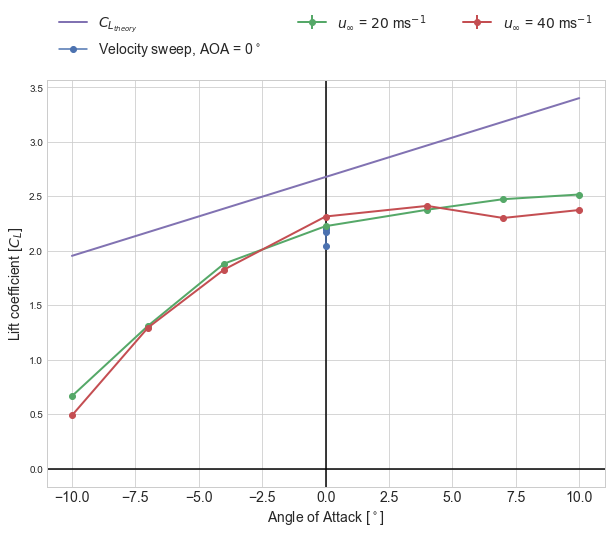 C_{L_{theory}}
u_∞ = 20 ms^{−1}
u_∞ = 40 ms^{−1}
Velocity sweep, AOA = 0°
3.5
3.0
2.5
2.0
1.5
1.0
0.5
0.0
Lift coefficient [C_L]
−10.0 −7.5 −5.0 −2.5 0.0 2.5 5.0 7.5 10.0
Angle of Attack [°]